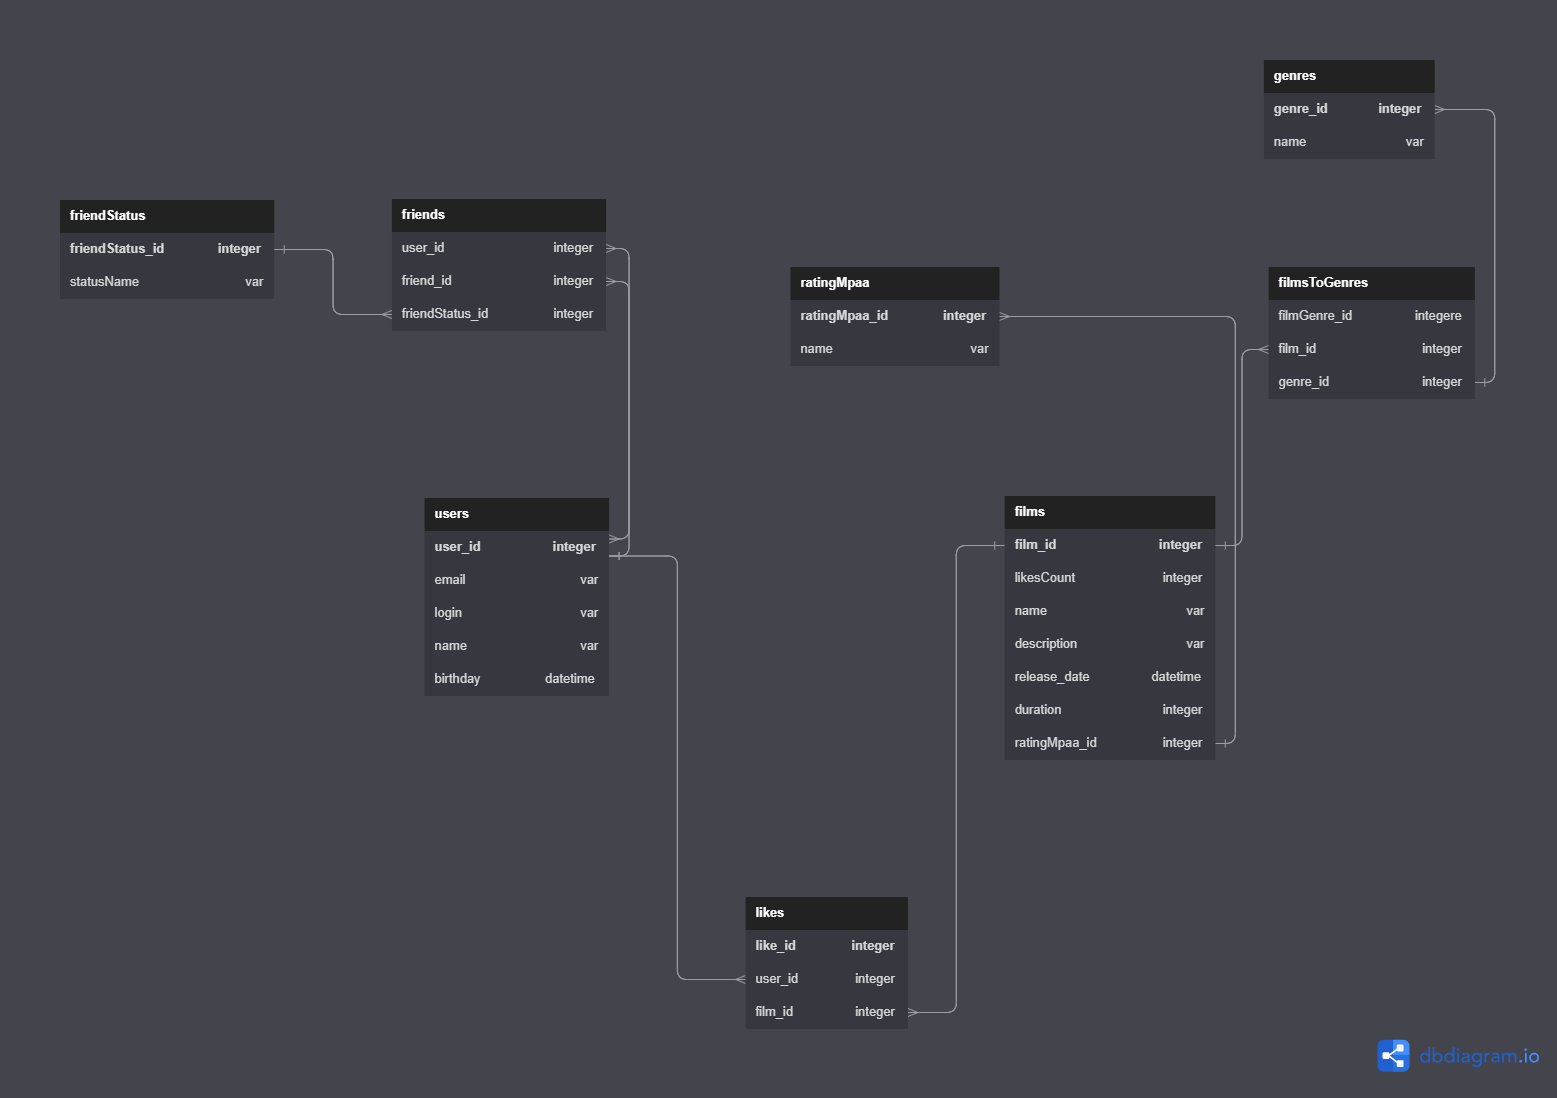 genres
genre_id integer
name var
friendStatus
friendStatus_id integer
statusName var
friends
user_id integer
friend_id integer
friendStatus_id integer
ratingMpaa
ratingMpaa_id integer
name var
filmsToGenres
filmGenre_id integere
film_id integer
genre_id integer
users
user_id integer
email var
login var
name var
birthday datetime
films
film_id integer
likesCount integer
name var
description var
release_date datetime
duration integer
ratingMpaa_id integer
likes
like_id integer
user_id integer
film_id integer
dbdiagram.io